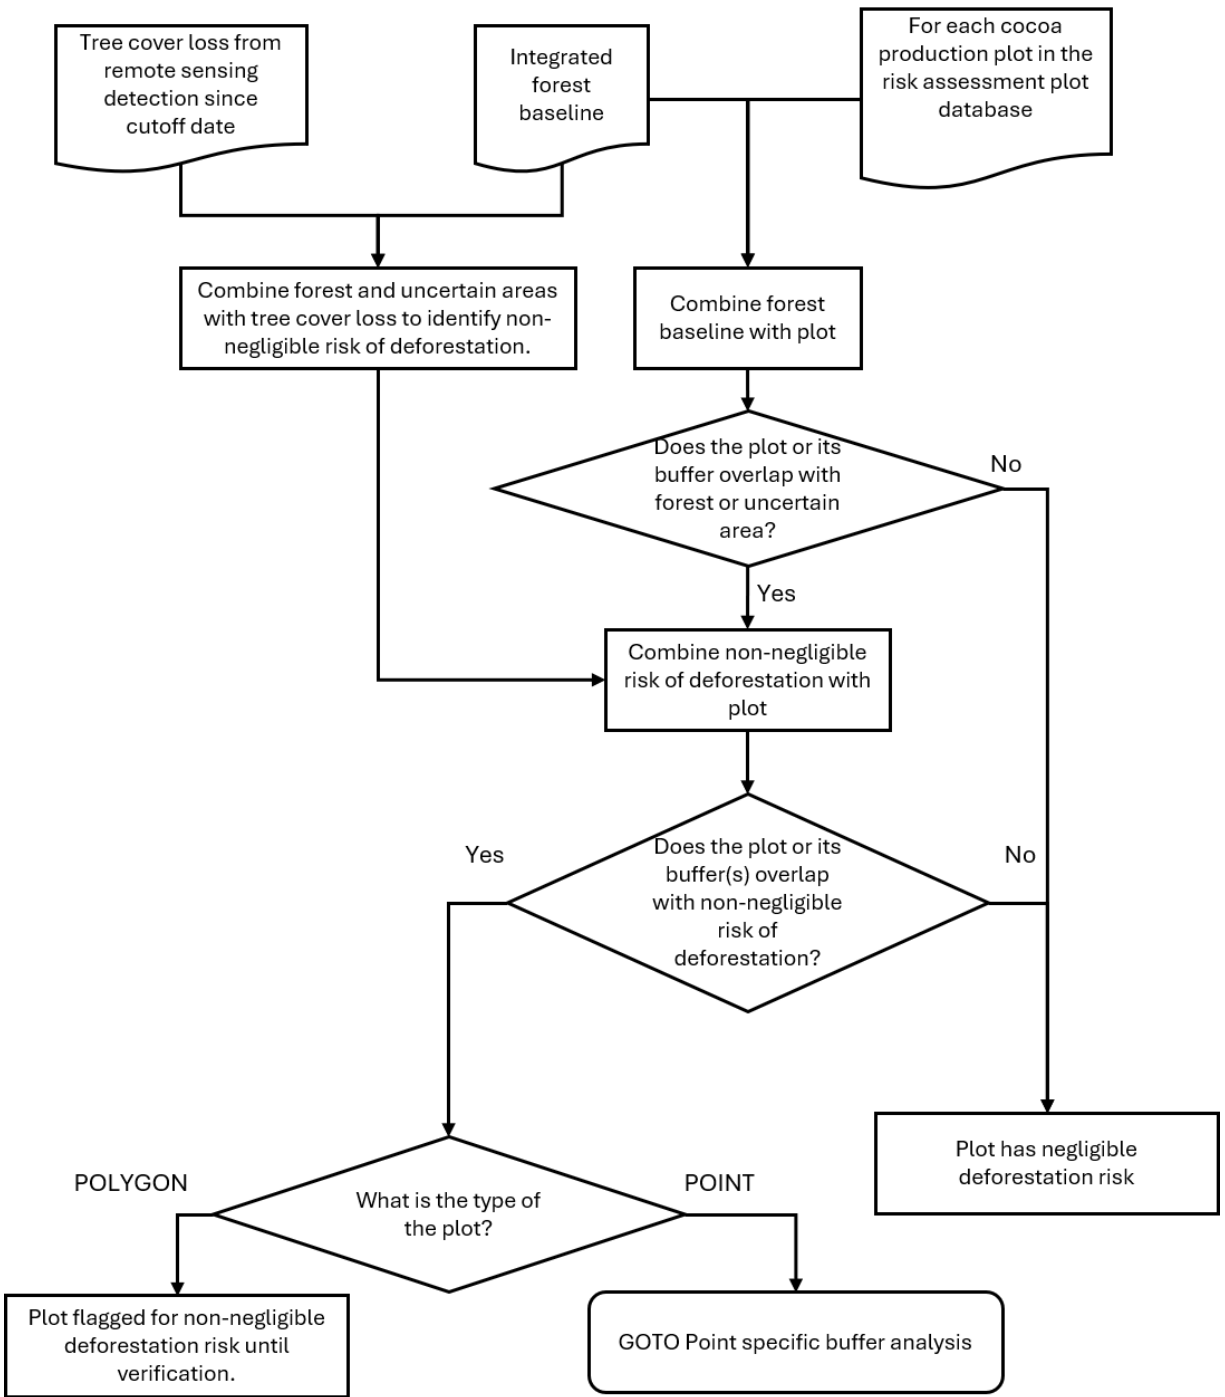 Tree cover loss from
remote sensing
detection since
cutoff date
Integrated
forest
baseline
For each cocoa
production plot in the
risk assessment plot
database
Combine forest and uncertain areas
with tree cover loss to identify non-
negligible risk of deforestation.
Combine forest
baseline with plot
Does the plot or its
buffer overlap with
forest or uncertain
area?
No
Yes
Combine non-negligible
risk of deforestation with
plot
Does the plot or its
buffer(s) overlap
with non-negligible
risk of
deforestation?
Yes
No
Plot has negligible
deforestation risk
What is the type of
the plot?
POLYGON
POINT
Plot flagged for non-negligible
deforestation risk until
verification.
GOTO Point specific buffer analysis